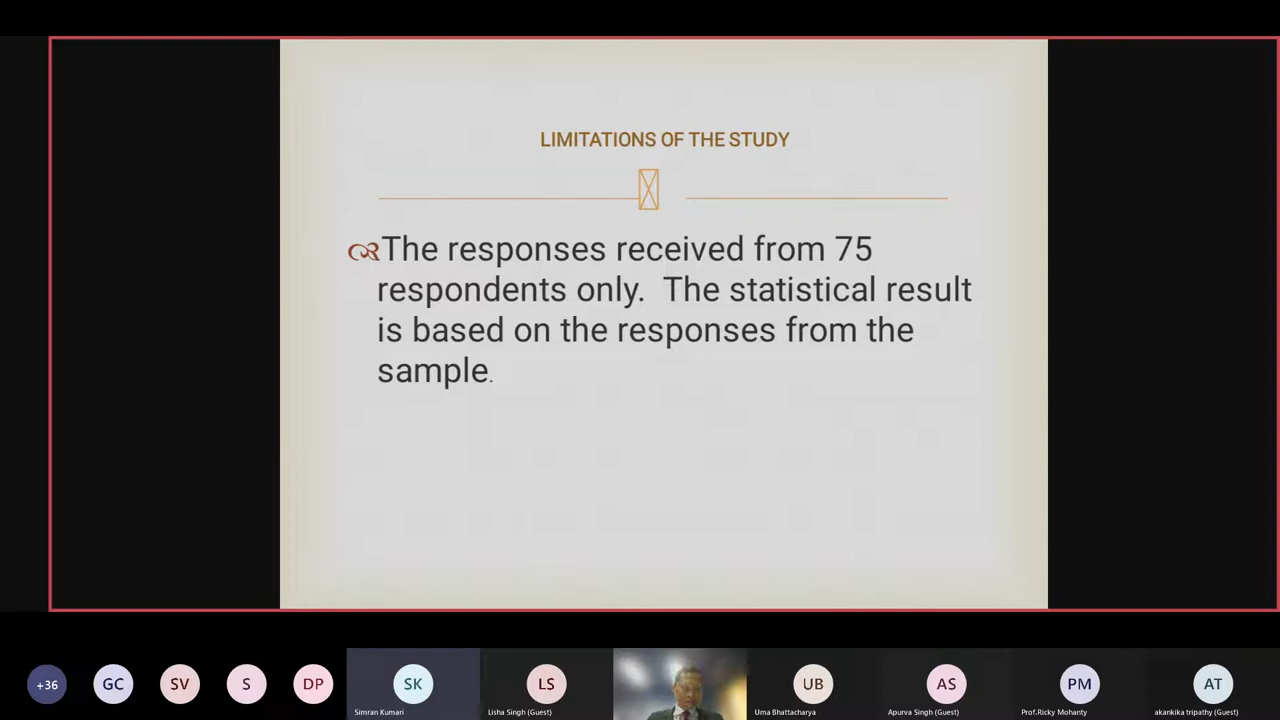 LIMITATIONS OF THE STUDY
The responses received from 75
respondents only.  The statistical result
is based on the responses from the
sample.
+36
GC
SV
S
DP
SK
Simran Kumari
LS
Lisha Singh (Guest)
UB
Uma Bhattacharya
AS
Apurva Singh (Guest)
PM
Prof.Ricky Mohanty
AT
akankika tripathy (Guest)